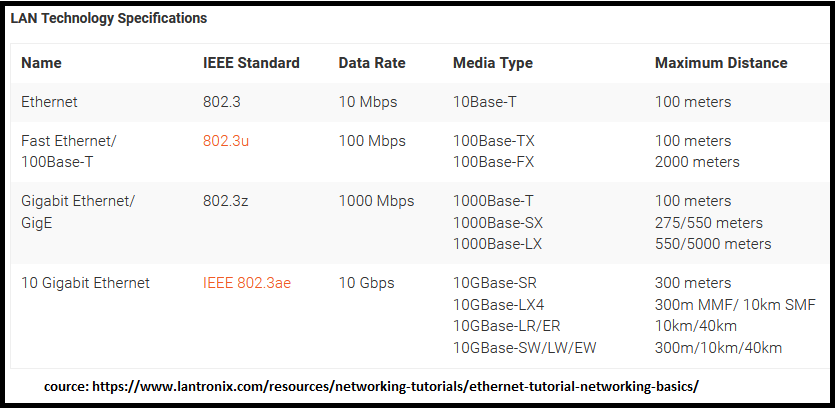 LAN Technology Specifications
Name IEEE Standard Data Rate Media Type Maximum Distance
Ethernet 802.3 10 Mbps 10Base-T 100 meters
Fast Ethernet/ 802.3u 100 Mbps 100Base-TX 100 meters
100Base-T 100Base-FX 2000 meters
Gigabit Ethernet/ 802.3z 1000 Mbps 1000Base-T 100 meters
GigE 1000Base-SX 275/550 meters
1000Base-LX 550/5000 meters
10 Gigabit Ethernet IEEE 802.3ae 10 Gbps 10GBase-SR 300 meters
10GBase-LX4 300m MMF/ 10km SMF
10GBase-LR/ER 10km/40km
10GBase-SW/LW/EW 300m/10km/40km
cource: https://www.lantronix.com/resources/networking-tutorials/ethernet-tutorial-networking-basics/